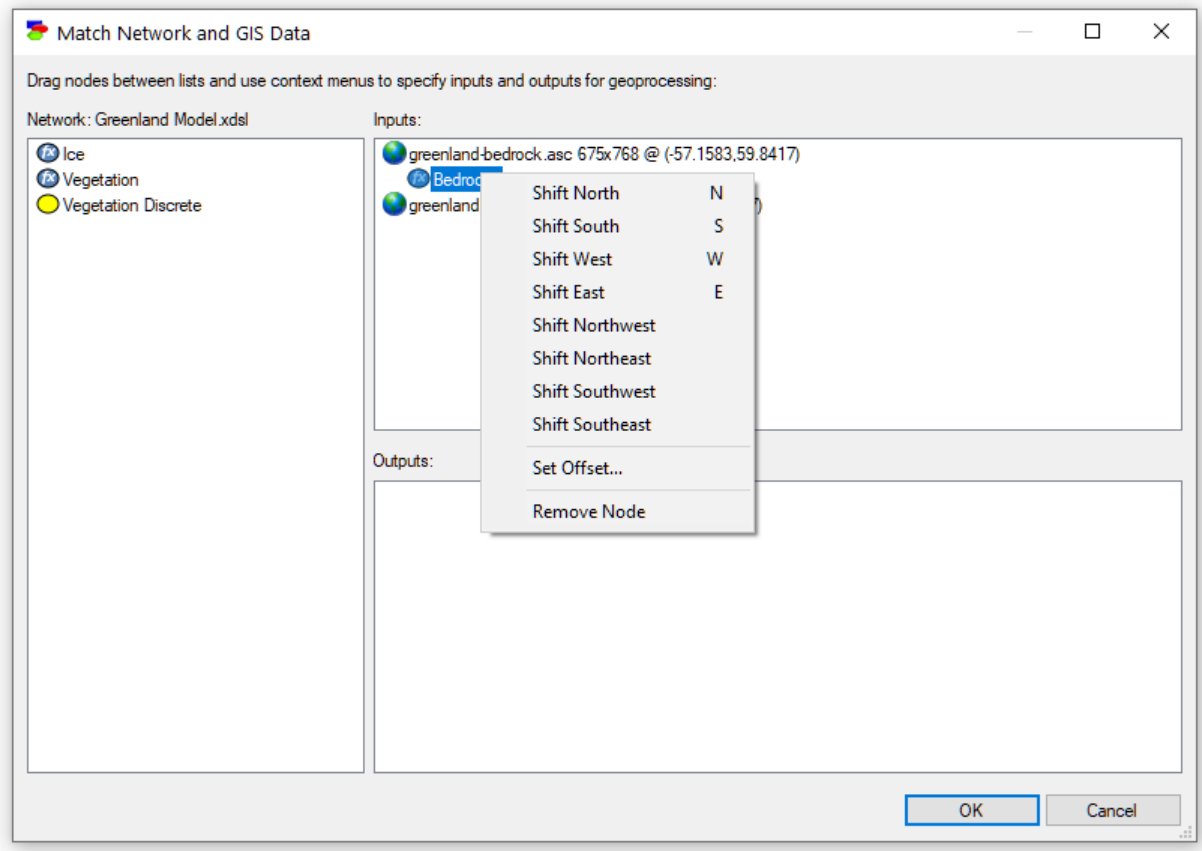 Match Network and GIS Data
Drag nodes between lists and use context menus to specify inputs and outputs for geoprocessing:
Network: Greenland Model.xdsl
Inputs:
Ice
Vegetation
Vegetation Discrete
greenland-bedrock.asc 675x768 @ (-57.1583,59.8417)
greenland
Shift North N
Shift South S
Shift West W
Shift East E
Shift Northwest
Shift Northeast
Shift Southwest
Shift Southeast
Set Offset...
Remove Node
Outputs:
OK
Cancel